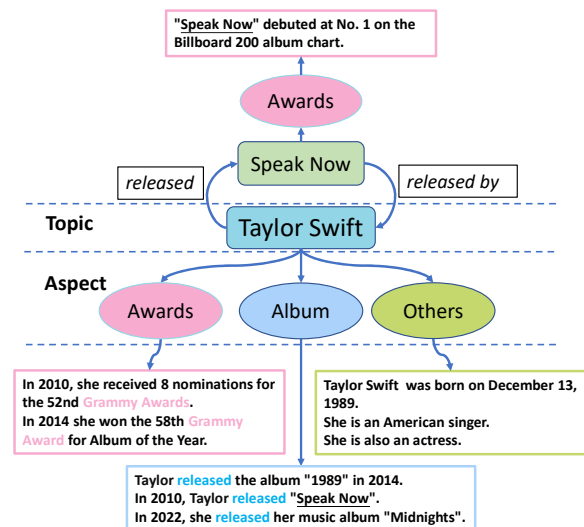 "Speak Now" debuted at No. 1 on the
Billboard 200 album chart.
Awards
Speak Now
released
released by
Topic
Taylor Swift
Aspect
Awards
Album
Others
In 2010, she received 8 nominations for
the 52nd Grammy Awards.
In 2014 she won the 58th Grammy
Award for Album of the Year.
Taylor Swift was born on December 13,
1989.
She is an American singer.
She is also an actress.
Taylor released the album "1989" in 2014.
In 2010, Taylor released "Speak Now".
In 2022, she released her music album "Midnights".